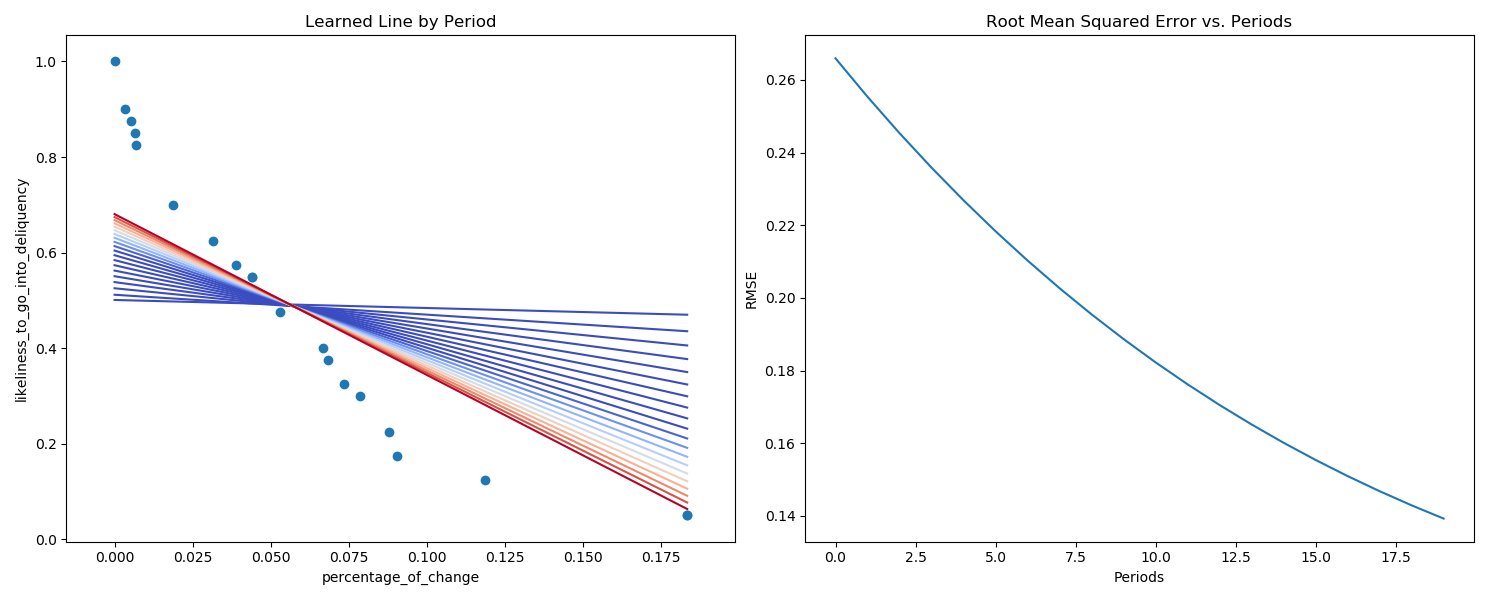 Learned Line by Period
1.0
0.8
0.6
0.4
0.2
0.0
likeliness_to_go_into_deliquency
0.000 0.025 0.050 0.075 0.100 0.125 0.150 0.175
percentage_of_change
Root Mean Squared Error vs. Periods
0.26
0.24
0.22
0.20
0.18
0.16
0.14
RMSE
0.0 2.5 5.0 7.5 10.0 12.5 15.0 17.5
Periods